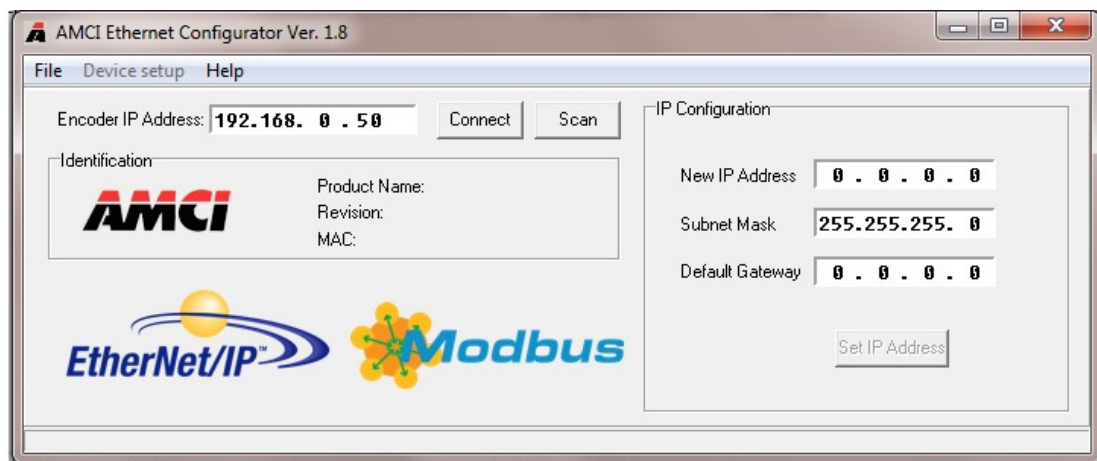 AMCI Ethernet Configurator Ver. 1.8
File Device setup Help
Encoder IP Address: 192.168. 0 .50 Connect Scan
Identification
AMCI
Product Name:
Revision:
MAC:
EtherNet/IP™
Modbus
IP Configuration
New IP Address 0 . 0 . 0 . 0
Subnet Mask 255.255.255. 0
Default Gateway 0 . 0 . 0 . 0
Set IP Address